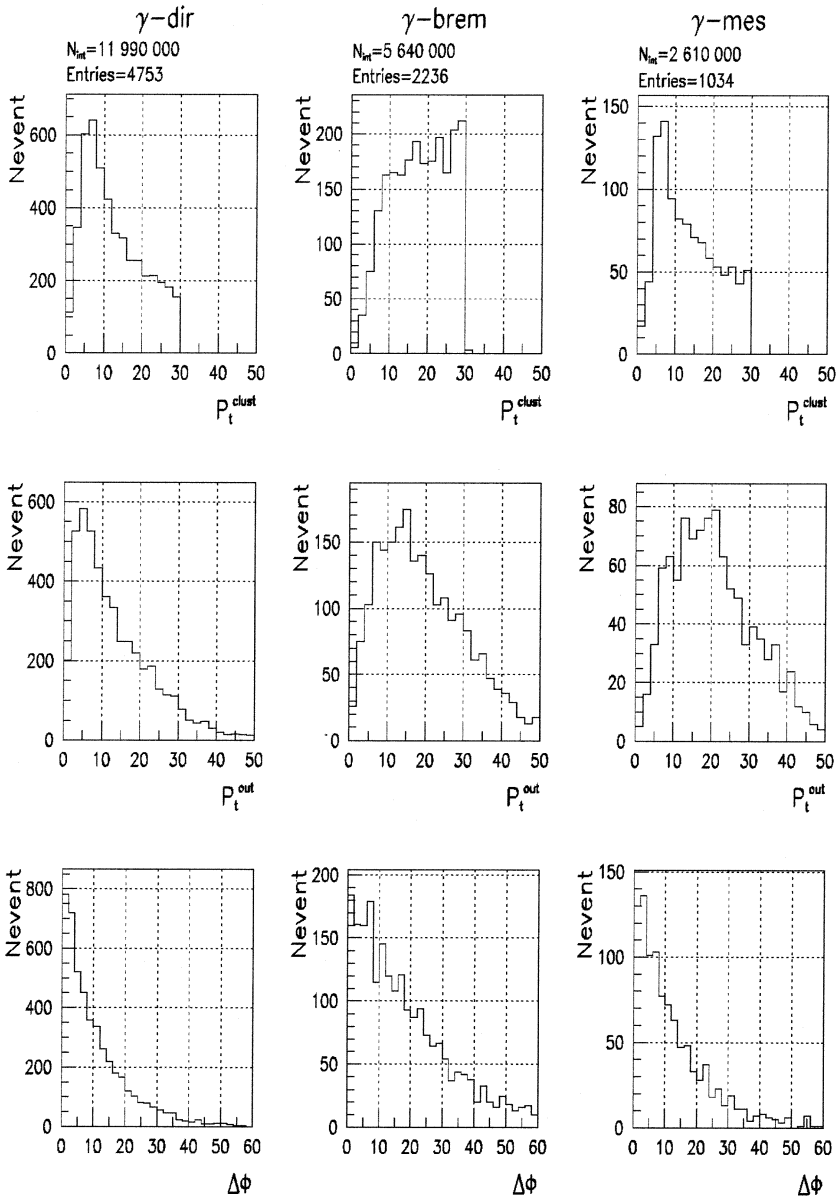 γ-dir
N_int=11 990 000
Entries=4753
γ-brem
N_int=5 640 000
Entries=2236
γ-mes
N_int=2 610 000
Entries=1034
Nevent
600
400
200
0
0 10 20 30 40 50
P_t^clust
Nevent
200
150
100
50
0
0 10 20 30 40 50
P_t^clust
Nevent
150
100
50
0
0 10 20 30 40 50
P_t^clust
Nevent
600
400
200
0
0 10 20 30 40 50
P_t^out
Nevent
150
100
50
0
0 10 20 30 40 50
P_t^out
Nevent
80
60
40
20
0
0 10 20 30 40 50
P_t^out
Nevent
800
600
400
200
0
0 10 20 30 40 50 60
Δϕ
Nevent
200
150
100
50
0
0 10 20 30 40 50 60
Δϕ
Nevent
150
100
50
0
0 10 20 30 40 50 60
Δϕ